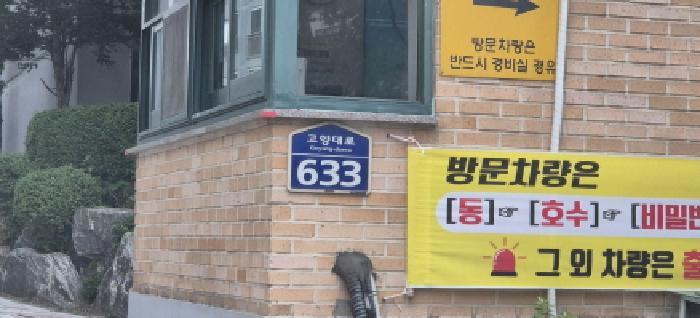 방문차량은
반드시 경비실 경유
고양대로
Goyang-daero
633
방문차량은
[동]☞ [호수]☞ [비밀번
그 외 차량은 출